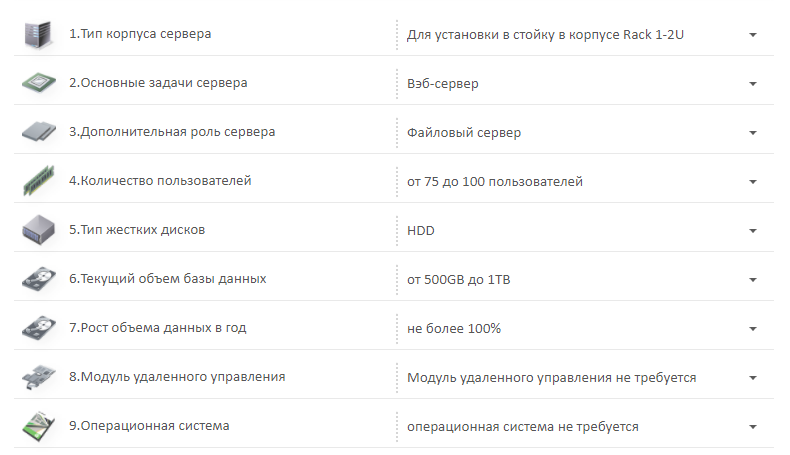 1.Тип корпуса сервера
Для установки в стойку в корпусе Rack 1-2U
2.Основные задачи сервера
Вэб-сервер
3.Дополнительная роль сервера
Файловый сервер
4.Количество пользователей
от 75 до 100 пользователей
5.Тип жестких дисков
HDD
6.Текущий объем базы данных
от 500GB до 1TB
7.Рост объема данных в год
не более 100%
8.Модуль удаленного управления
Модуль удаленного управления не требуется
9.Операционная система
операционная система не требуется